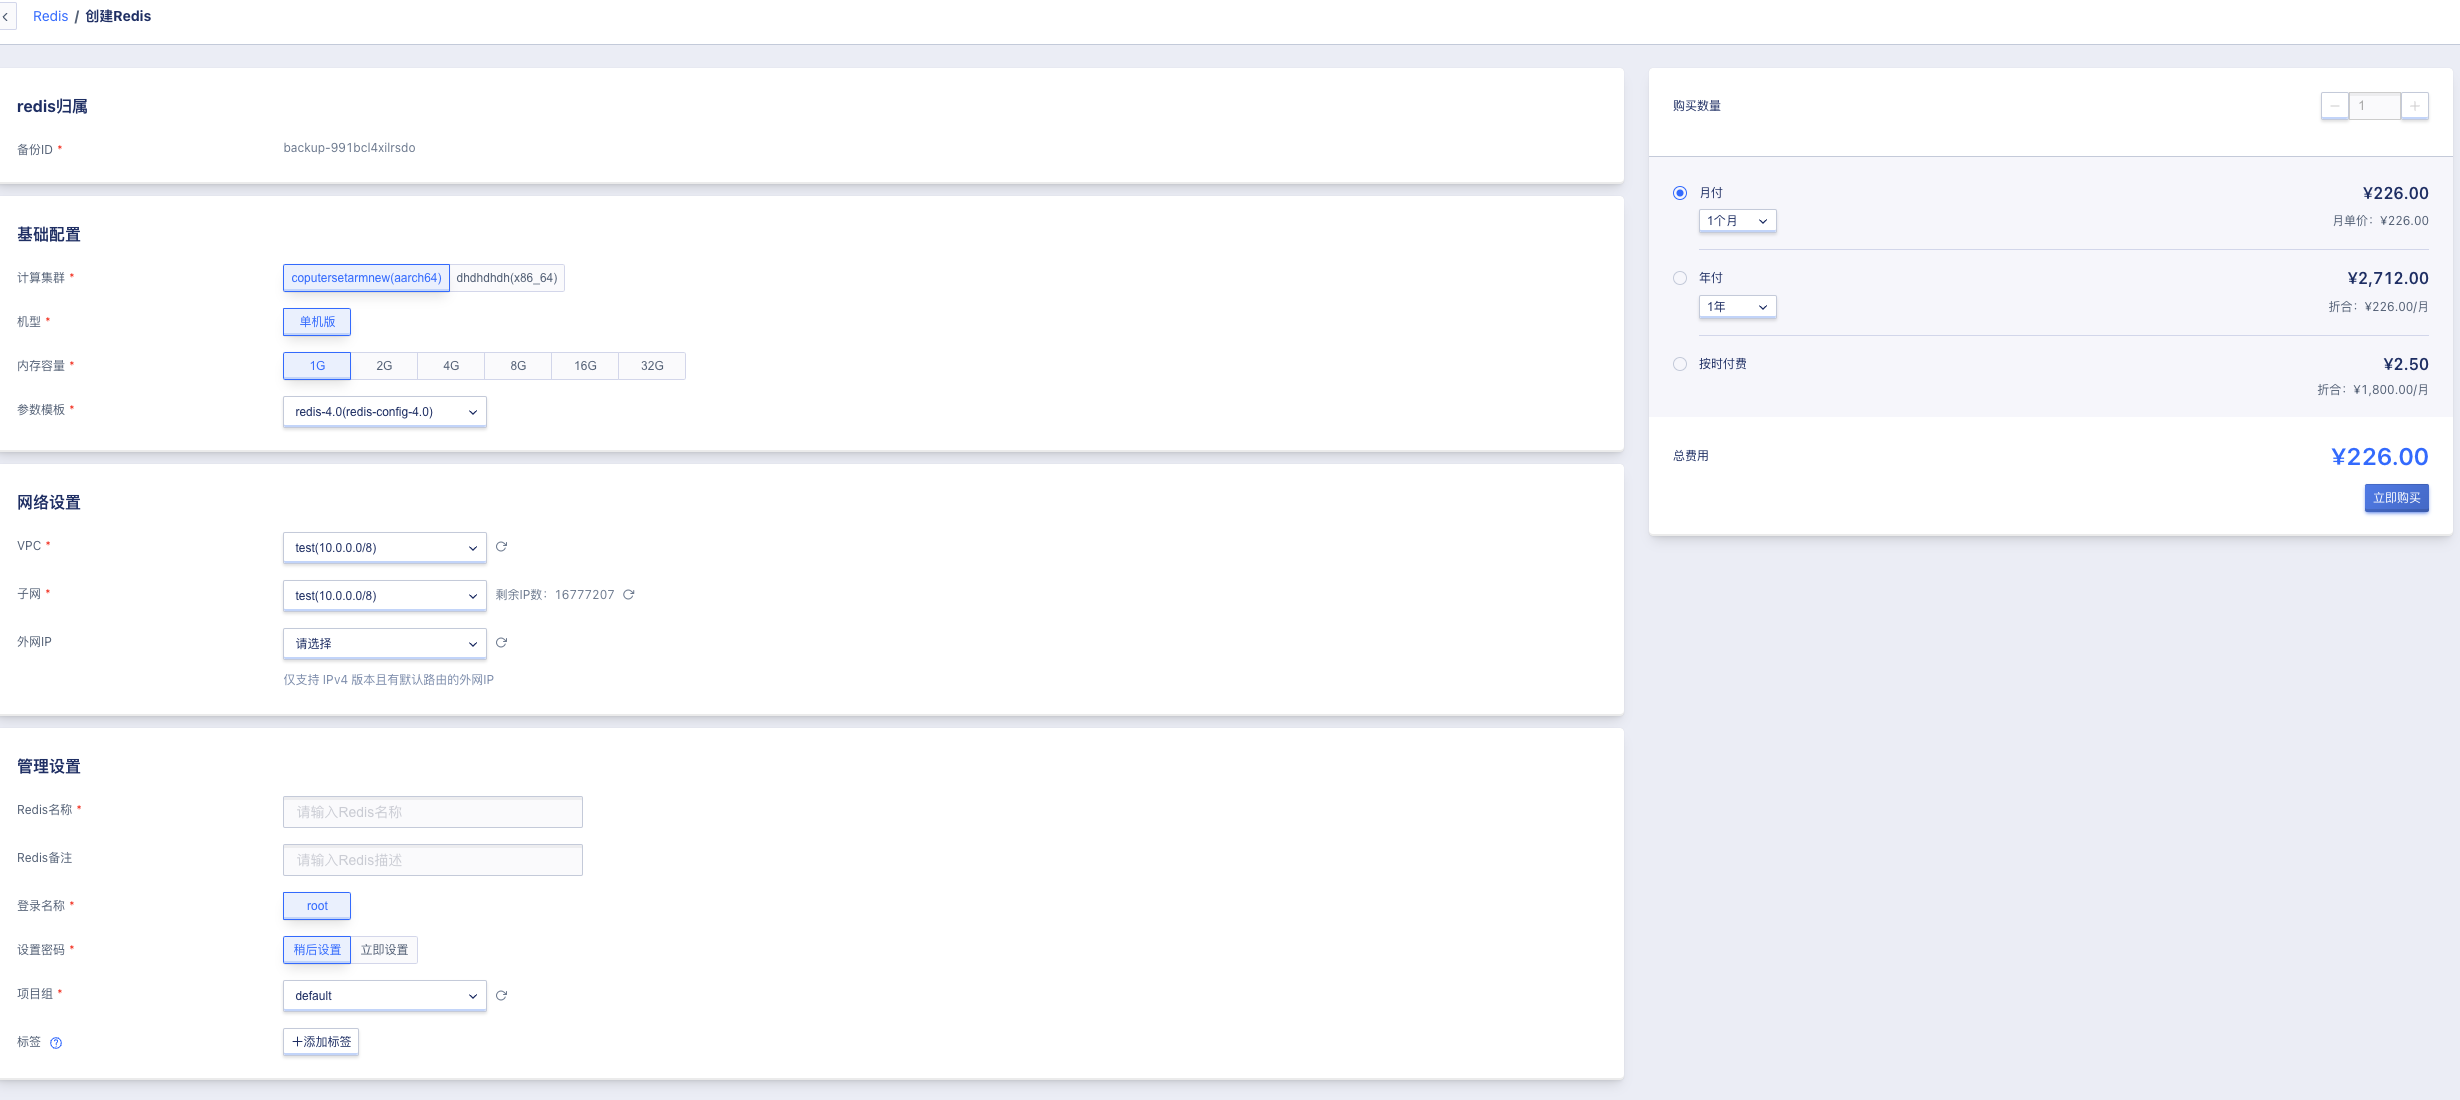 Redis / 创建Redis
redis归属
备份ID *
backup-991bcl4xilrsdo
基础配置
计算集群 *
coputersetarmnew(aarch64) dhdhdhdh(x86_64)
机型 *
单机版
内存容量 *
1G 2G 4G 8G 16G 32G
参数模板 *
redis-4.0(redis-config-4.0)
网络设置
VPC *
test(10.0.0.0/8)
子网 *
test(10.0.0.0/8) 剩余IP数：16777207
外网IP
请选择
仅支持 IPv4 版本且有默认路由的外网IP
管理设置
Redis名称 *
请输入Redis名称
Redis备注
请输入Redis描述
登录名称 *
root
设置密码 *
稍后设置 立即设置
项目组 *
default
标签
+添加标签
购买数量
1
月付 ¥226.00
1个月 月单价：¥226.00
年付 ¥2,712.00
1年 折合：¥226.00/月
按时付费 ¥2.50
折合：¥1,800.00/月
总费用 ¥226.00
立即购买